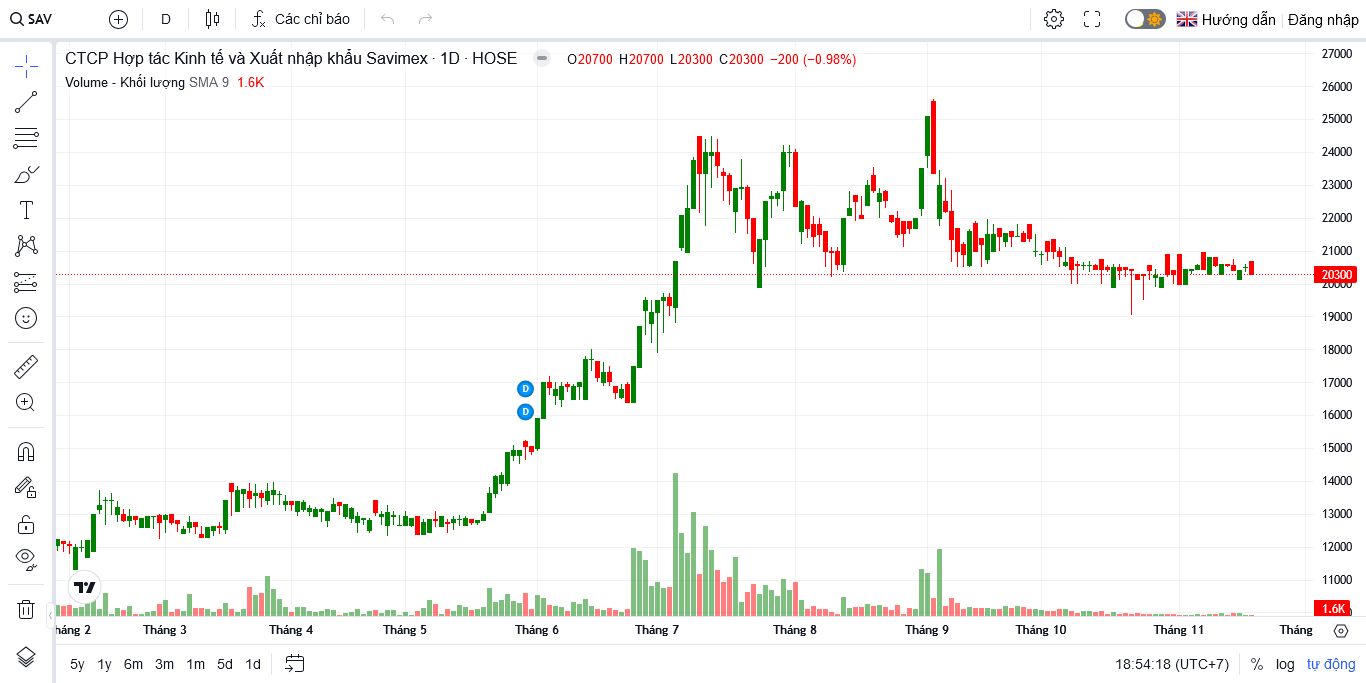 SAV D Các chỉ báo Hướng dẫn Đăng nhập
CTCP Hợp tác Kinh tế và Xuất nhập khẩu Savimex · 1D · HOSE O20700 H20700 L20300 C20300 −200 (−0.98%)
Volume - Khối lượng SMA 9 1.6K
27000
26000
25000
24000
23000
22000
21000
20300
20000
19000
18000
17000
16000
15000
14000
13000
12000
11000
1.6K
D
D
háng 2 Tháng 3 Tháng 4 Tháng 5 Tháng 6 Tháng 7 Tháng 8 Tháng 9 Tháng 10 Tháng 11 Tháng
5y 1y 6m 3m 1m 5d 1d 18:54:18 (UTC+7) % log tự động